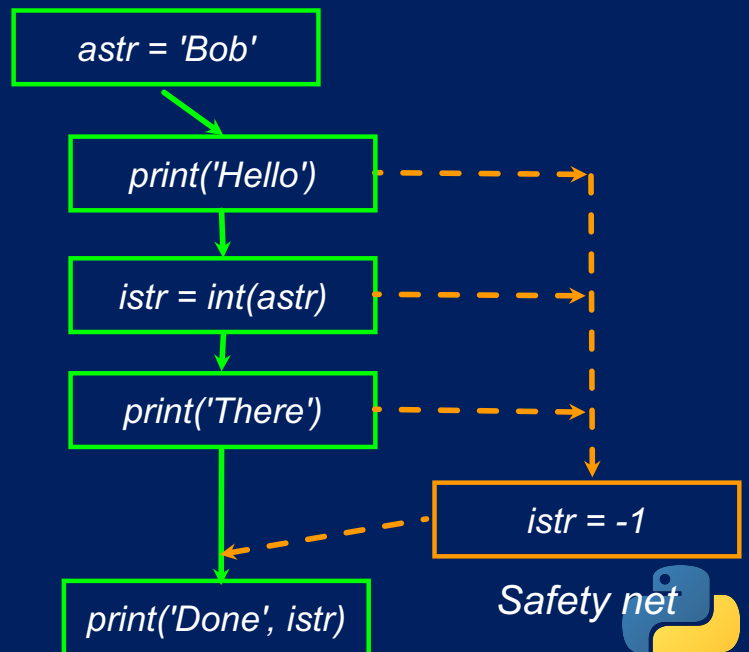 astr = 'Bob'
print('Hello')
istr = int(astr)
print('There')
istr = -1
Safety net
print('Done', istr)